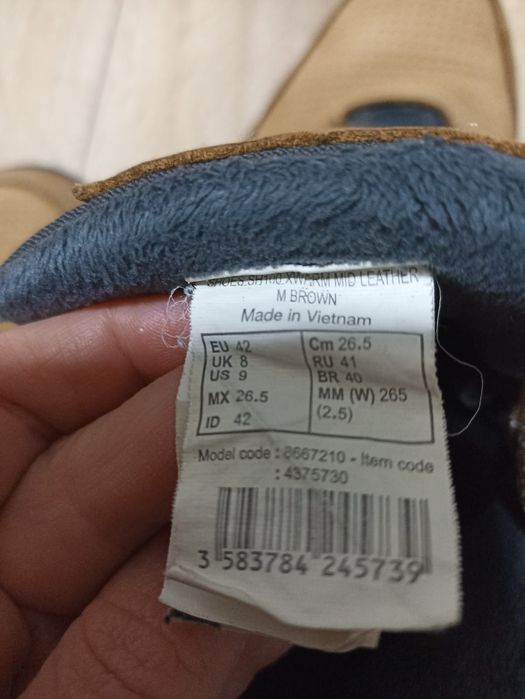 SHOES.SH100.XWARM MID LEATHER
M BROWN
Made in Vietnam
EU 42
UK 8
US 9
MX 26.5
ID 42
Cm 26.5
RU 41
BR 40
MM (W) 265
(2.5)
Model code : 8667210 - Item code
: 4375730
3 583784 245739